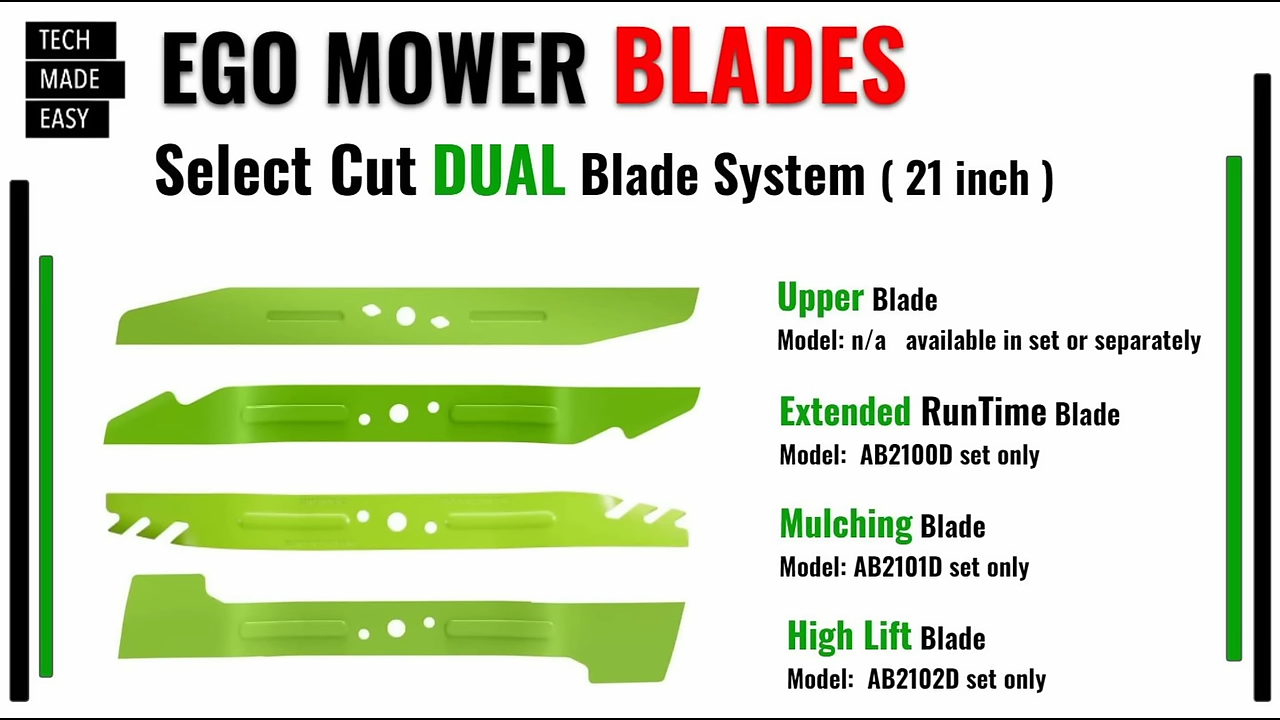 TECH
MADE
EASY
EGO MOWER BLADES
Select Cut DUAL Blade System ( 21 inch )
Upper Blade
Model: n/a available in set or separately
Extended RunTime Blade
Model: AB2100D set only
Mulching Blade
Model: AB2101D set only
High Lift Blade
Model: AB2102D set only